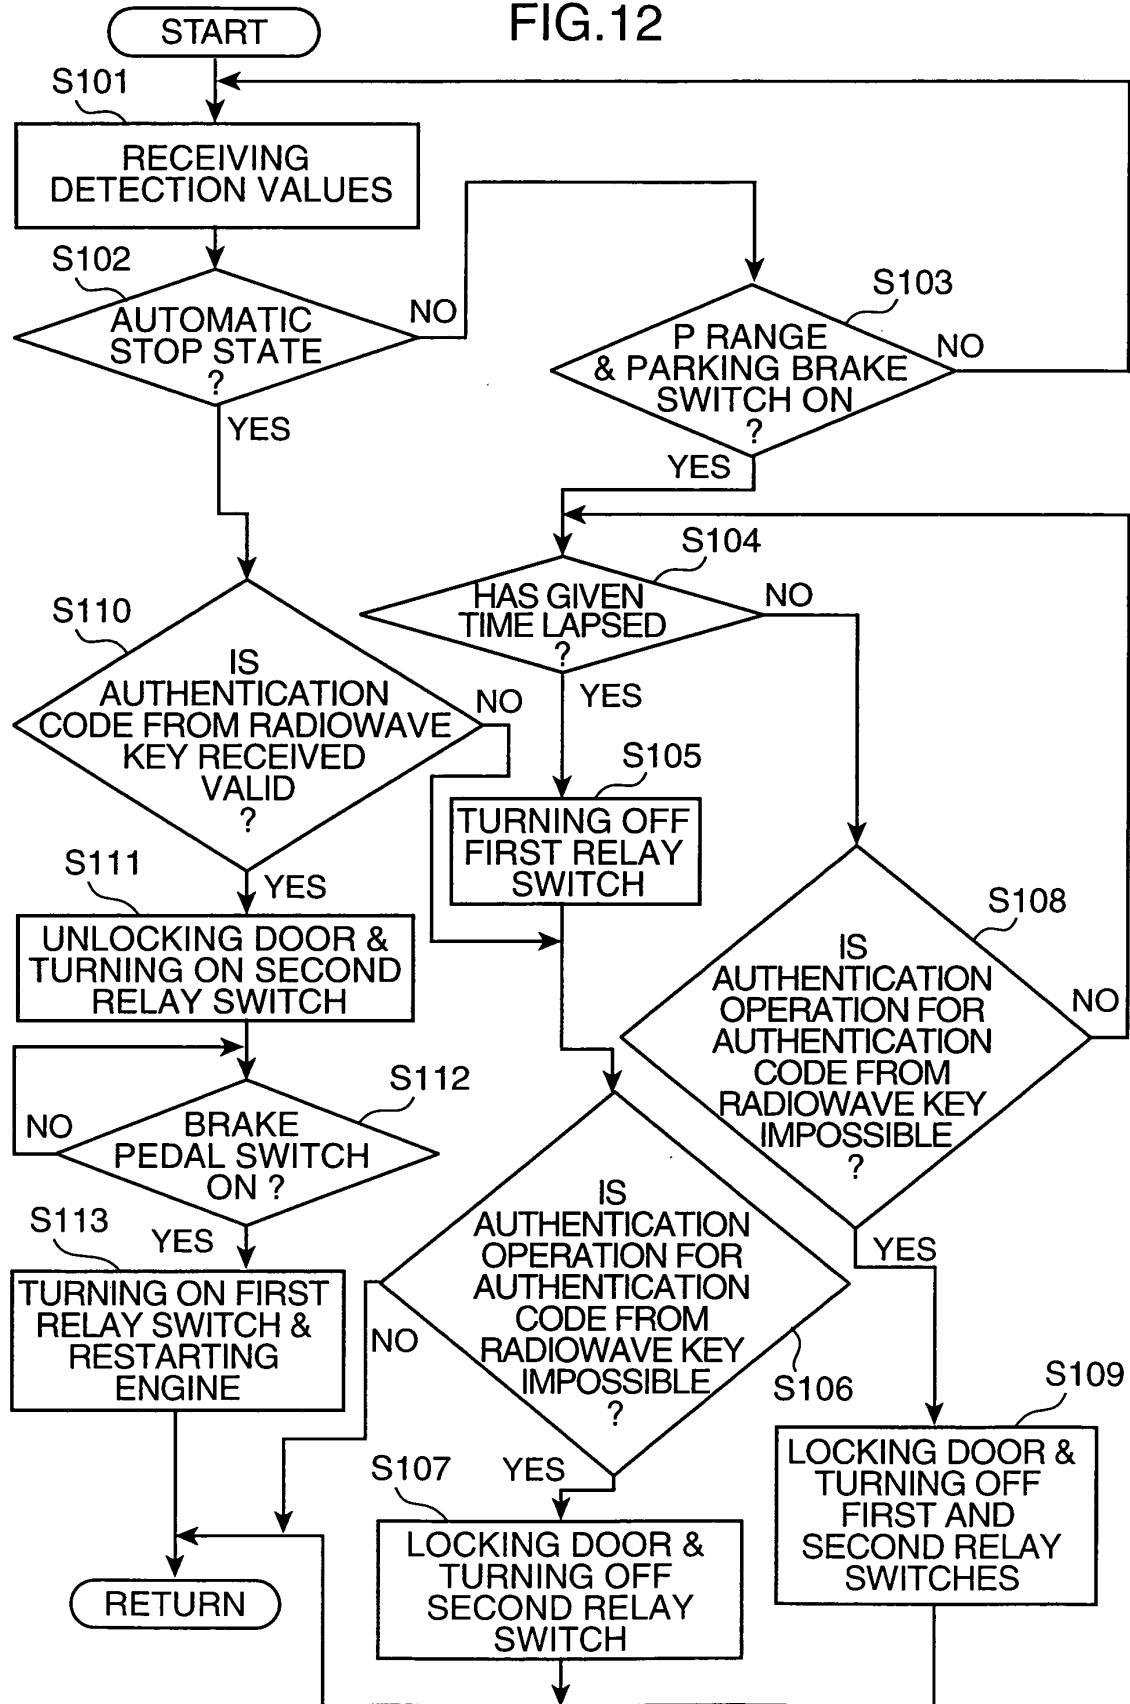 FIG.12
START
S101
RECEIVING
DETECTION VALUES
S102
AUTOMATIC
STOP STATE
?
NO
YES
S103
P RANGE
& PARKING BRAKE
SWITCH ON
?
NO
YES
S104
HAS GIVEN
TIME LAPSED
?
NO
YES
S110
IS
AUTHENTICATION
CODE FROM RADIOWAVE
KEY RECEIVED
VALID
?
NO
YES
S105
TURNING OFF
FIRST RELAY
SWITCH
S111
UNLOCKING DOOR &
TURNING ON SECOND
RELAY SWITCH
S108
IS
AUTHENTICATION
OPERATION FOR
AUTHENTICATION
CODE FROM
RADIOWAVE KEY
IMPOSSIBLE
?
NO
YES
S112
BRAKE
PEDAL SWITCH
ON ?
NO
YES
S113
TURNING ON FIRST
RELAY SWITCH &
RESTARTING
ENGINE
IS
AUTHENTICATION
OPERATION FOR
AUTHENTICATION
CODE FROM
RADIOWAVE KEY
IMPOSSIBLE
?
NO
S106
YES
S107
LOCKING DOOR &
TURNING OFF
SECOND RELAY
SWITCH
S109
LOCKING DOOR &
TURNING OFF
FIRST AND
SECOND RELAY
SWITCHES
RETURN